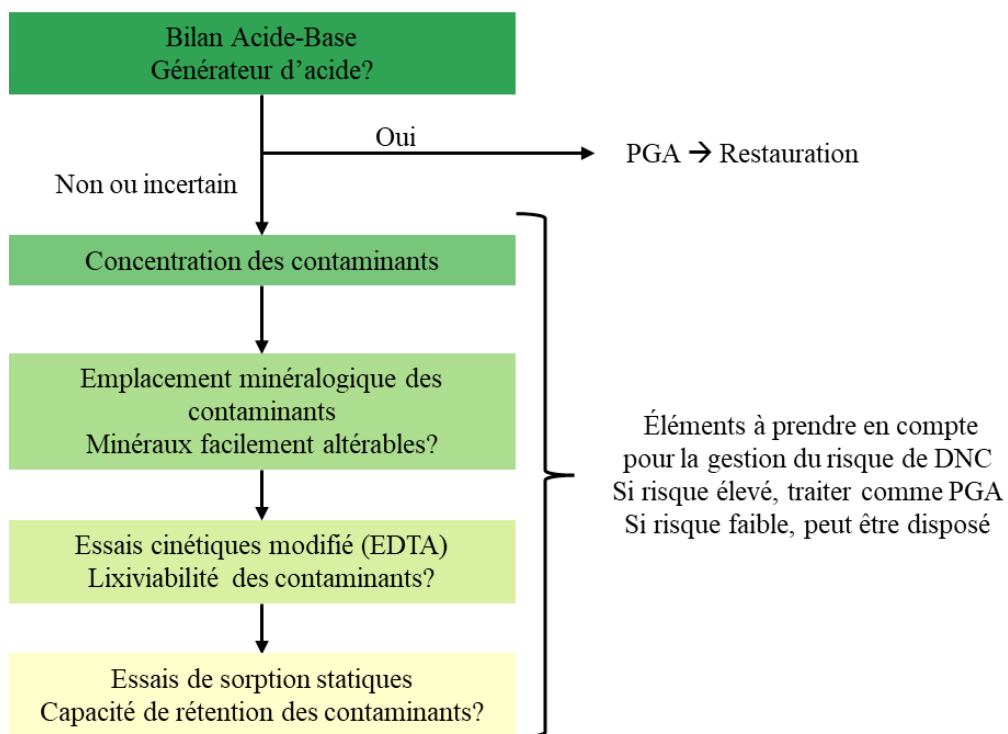 Bilan Acide-Base
Générateur d’acide?
Oui
PGA → Restauration
Non ou incertain
Concentration des contaminants
Emplacement minéralogique des
contaminants
Minéraux facilement altérables?
Éléments à prendre en compte
pour la gestion du risque de DNC
Si risque élevé, traiter comme PGA
Si risque faible, peut être disposé
Essais cinétiques modifié (EDTA)
Lixiviabilité des contaminants?
Essais de sorption statiques
Capacité de rétention des contaminants?